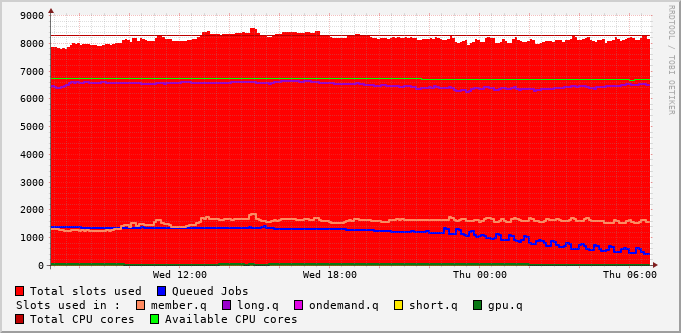 9000
8000
7000
6000
5000
4000
3000
2000
1000
0
Wed 12:00 Wed 18:00 Thu 00:00 Thu 06:00
RRDTOOL / TOBI OETIKER
Total slots used Queued Jobs
Slots used in : member.q long.q ondemand.q short.q gpu.q
Total CPU cores Available CPU cores